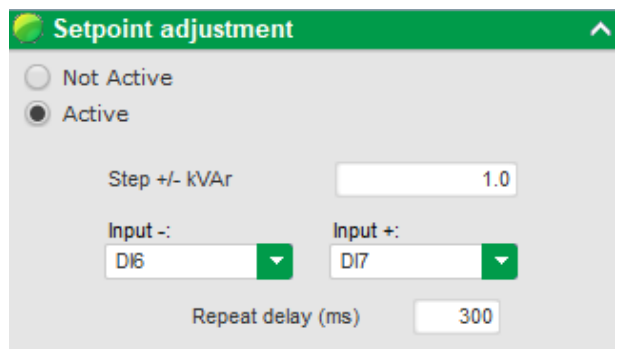 Setpoint adjustment
Not Active
Active
Step +/- kVAr 1.0
Input -: Input +:
DI6 DI7
Repeat delay (ms) 300